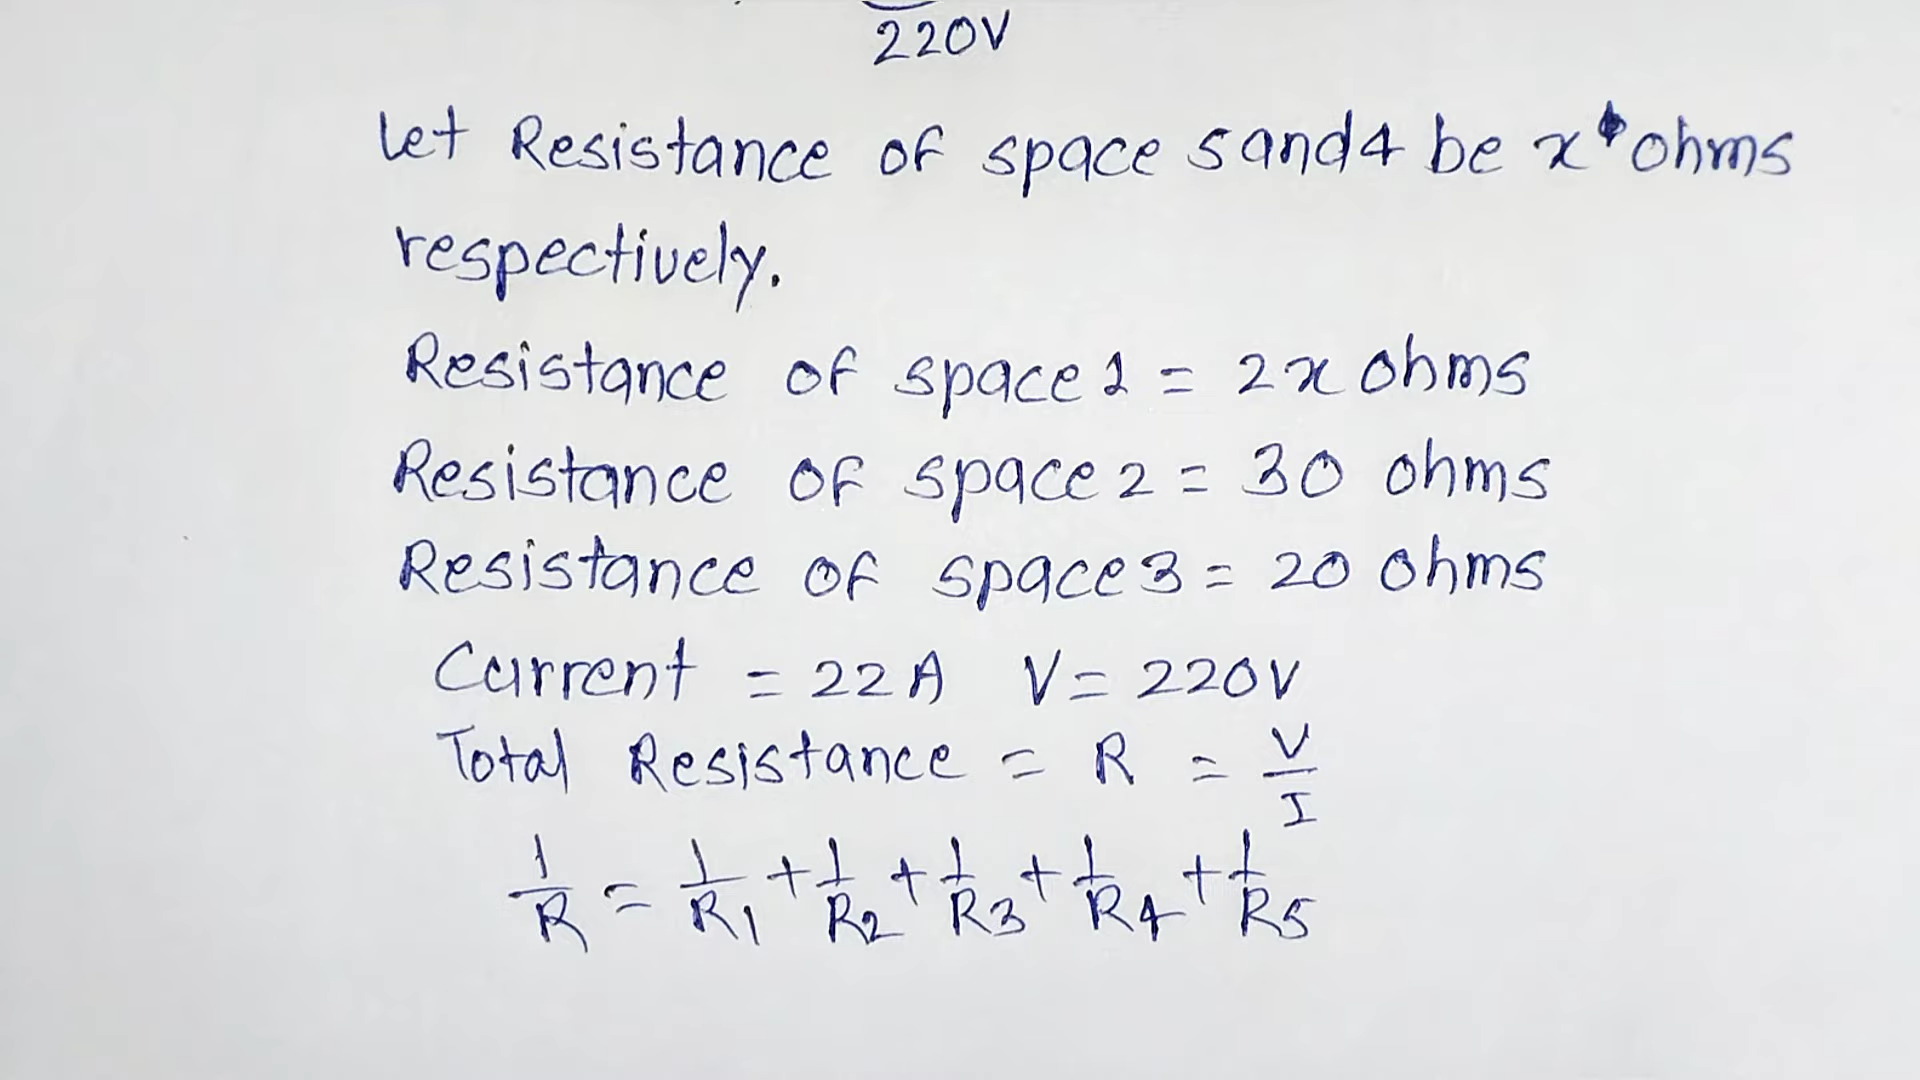 220V
Let Resistance of space 5 and 4 be x ohms
respectively.
Resistance of space 1 = 2x ohms
Resistance of space 2 = 30 ohms
Resistance of space 3 = 20 ohms
Current = 22A V = 220V
Total Resistance = R = V/I
1/R = 1/R1 + 1/R2 + 1/R3 + 1/R4 + 1/R5